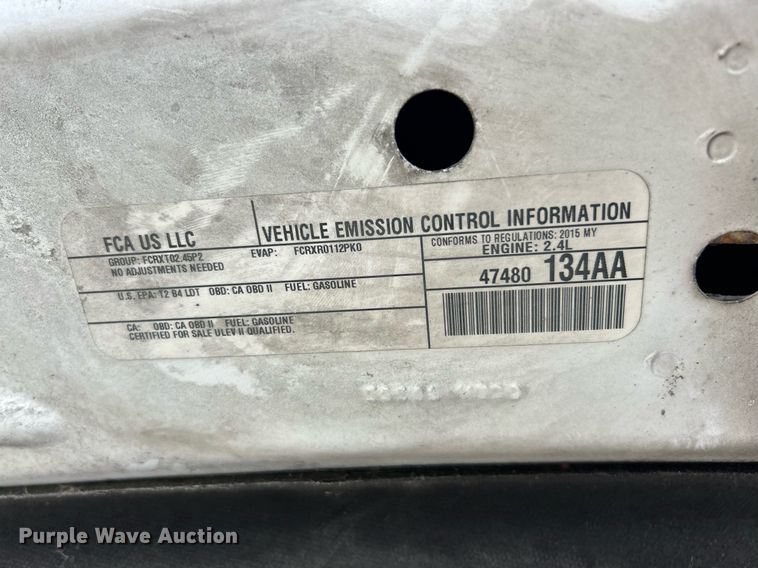 FCA US LLC
VEHICLE EMISSION CONTROL INFORMATION
GROUP: FCRXT02.45P2 EVAP: FCRXR0112PK0
NO ADJUSTMENTS NEEDED
CONFORMS TO REGULATIONS: 2015 MY
ENGINE: 2.4L
U.S. EPA: T2 B4 LDT OBD: CA OBD II FUEL: GASOLINE
47480 134AA
CA: OBD: CA OBD II FUEL: GASOLINE
CERTIFIED FOR SALE ULEV II QUALIFIED.
Purple Wave Auction